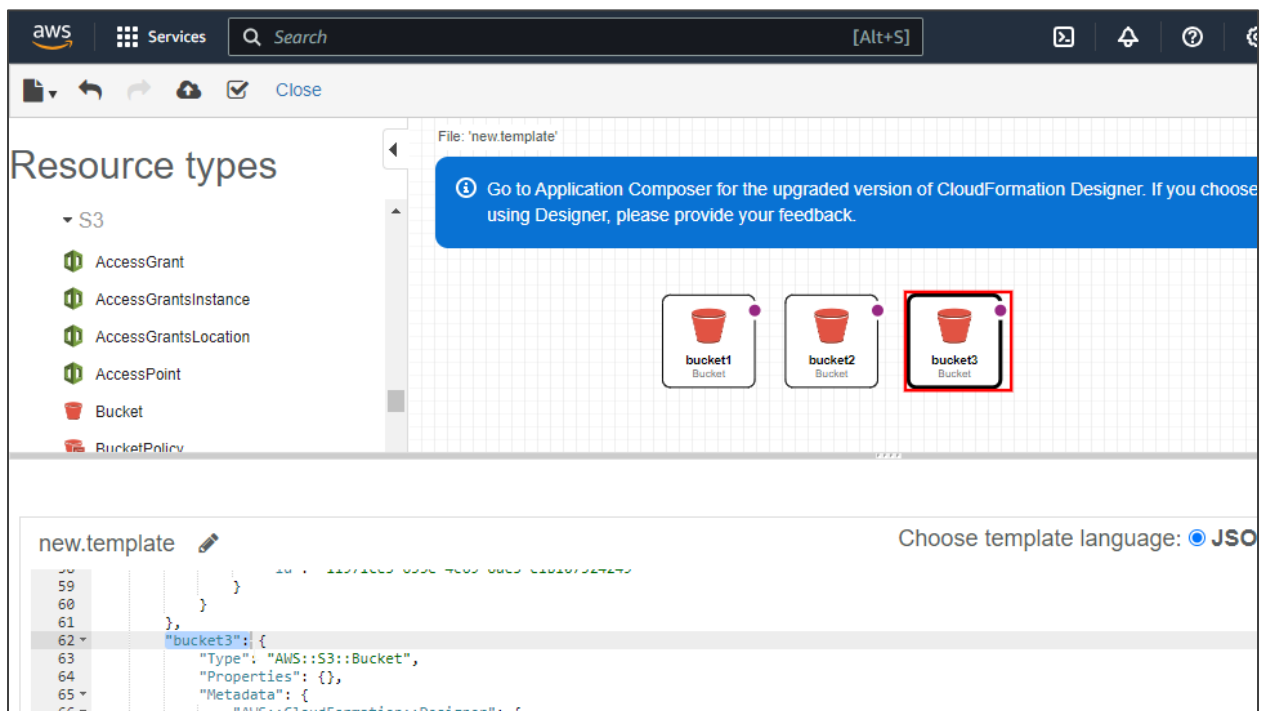 aws
Services
Search
[Alt+S]
Close
Resource types
S3
AccessGrant
AccessGrantsInstance
AccessGrantsLocation
AccessPoint
Bucket
BucketPolicy
File: 'new.template'
Go to Application Composer for the upgraded version of CloudFormation Designer. If you choose
using Designer, please provide your feedback.
bucket1
Bucket
bucket2
Bucket
bucket3
Bucket
new.template
Choose template language: JSO
59 }
60 }
61 },
62 "bucket3": {
63 "Type": "AWS::S3::Bucket",
64 "Properties": {},
65 "Metadata": {
"AWS::CloudFormation::Designer": {